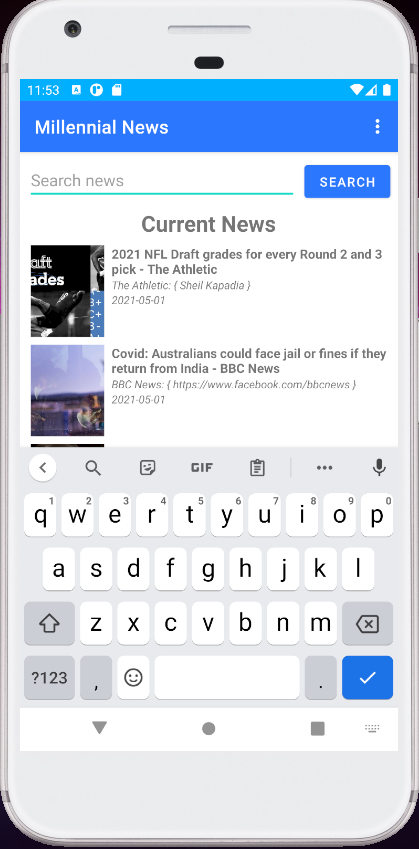 11:53
Millennial News
Search news
SEARCH
Current News
aft
ades
B+
C+
B-
C-
2021 NFL Draft grades for every Round 2 and 3
pick - The Athletic
The Athletic: { Sheil Kapadia }
2021-05-01
Covid: Australians could face jail or fines if they
return from India - BBC News
BBC News: { https://www.facebook.com/bbcnews }
2021-05-01
GIF
q1 w2 e3 r4 t5 y6 u7 i8 o9 p0
a s d f g h j k l
z x c v b n m
?123 , .